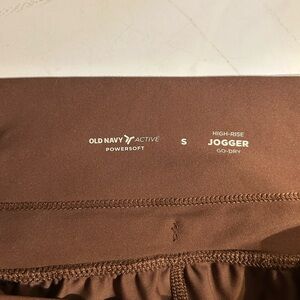 OLD NAVY ACTIVE
POWERSOFT
S
HIGH-RISE
JOGGER
GO-DRY